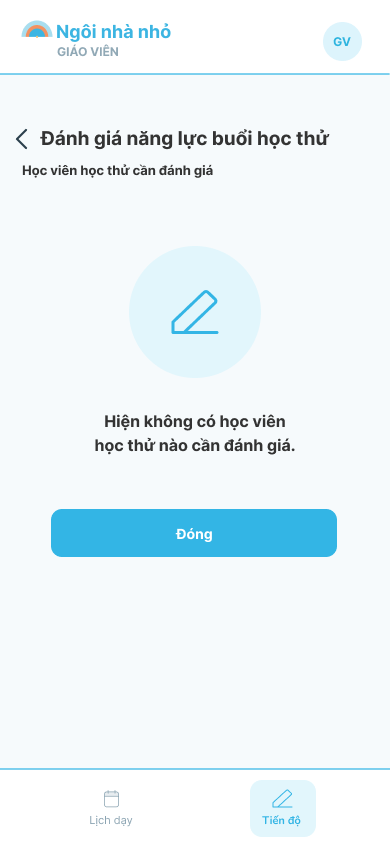 Ngôi nhà nhỏ
GIÁO VIÊN
GV
Đánh giá năng lực buổi học thử
Học viên học thử cần đánh giá
Hiện không có học viên
học thử nào cần đánh giá.
Đóng
Lịch dạy
Tiến độ